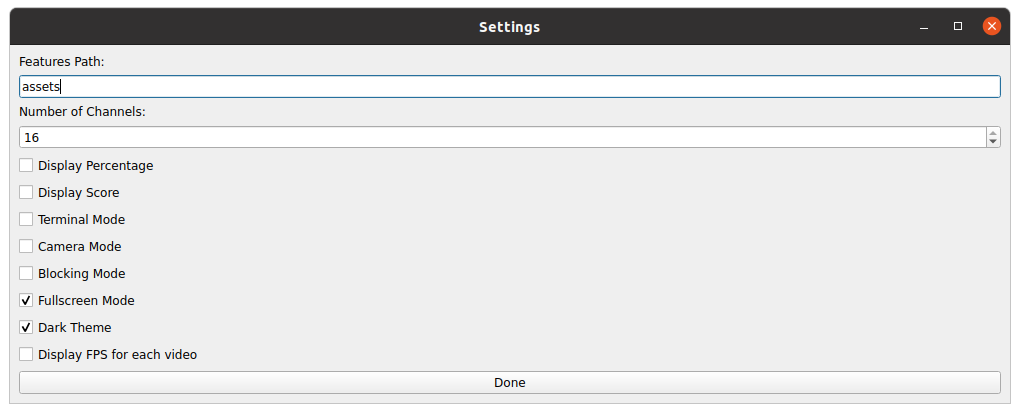 Settings
Features Path:
assets
Number of Channels:
16
Display Percentage
Display Score
Terminal Mode
Camera Mode
Blocking Mode
Fullscreen Mode
Dark Theme
Display FPS for each video
Done